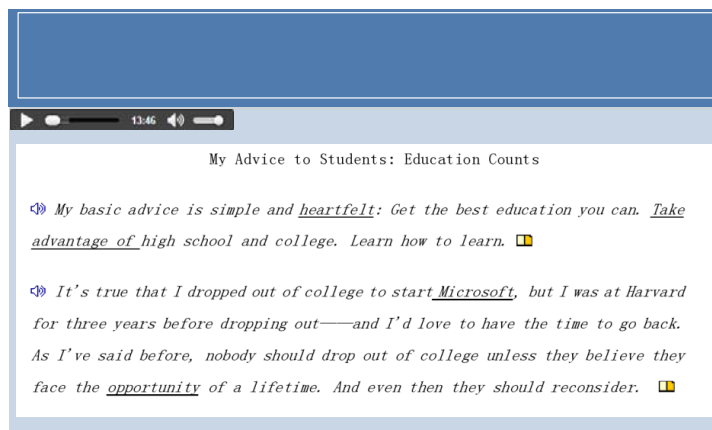 13:46
My Advice to Students: Education Counts
My basic advice is simple and heartfelt: Get the best education you can. Take
advantage of high school and college. Learn how to learn.
It's true that I dropped out of college to start Microsoft, but I was at Harvard
for three years before dropping out——and I'd love to have the time to go back.
As I've said before, nobody should drop out of college unless they believe they
face the opportunity of a lifetime. And even then they should reconsider.